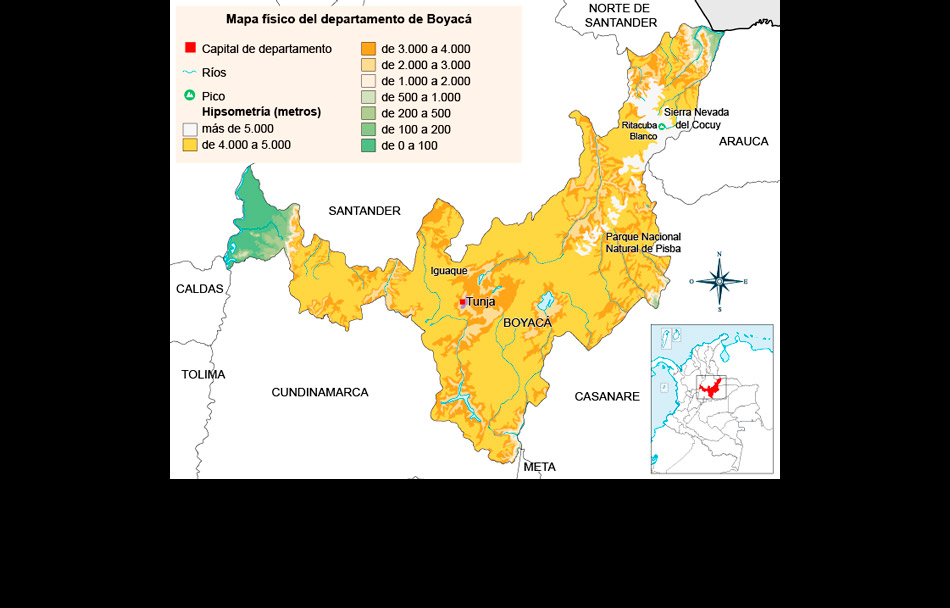 Mapa físico del departamento de Boyacá
Capital de departamento
Ríos
Pico
Hipsometría (metros)
más de 5.000
de 4.000 a 5.000
de 3.000 a 4.000
de 2.000 a 3.000
de 1.000 a 2.000
de 500 a 1.000
de 200 a 500
de 100 a 200
de 0 a 100
NORTE DE
SANTANDER
Sierra Nevada
del Cocuy
Ritacuba
Blanco
ARAUCA
SANTANDER
Parque Nacional
Natural de Pisba
Iguaque
CALDAS
Tunja
BOYACÁ
N
O
E
S
TOLIMA
CUNDINAMARCA
CASANARE
META